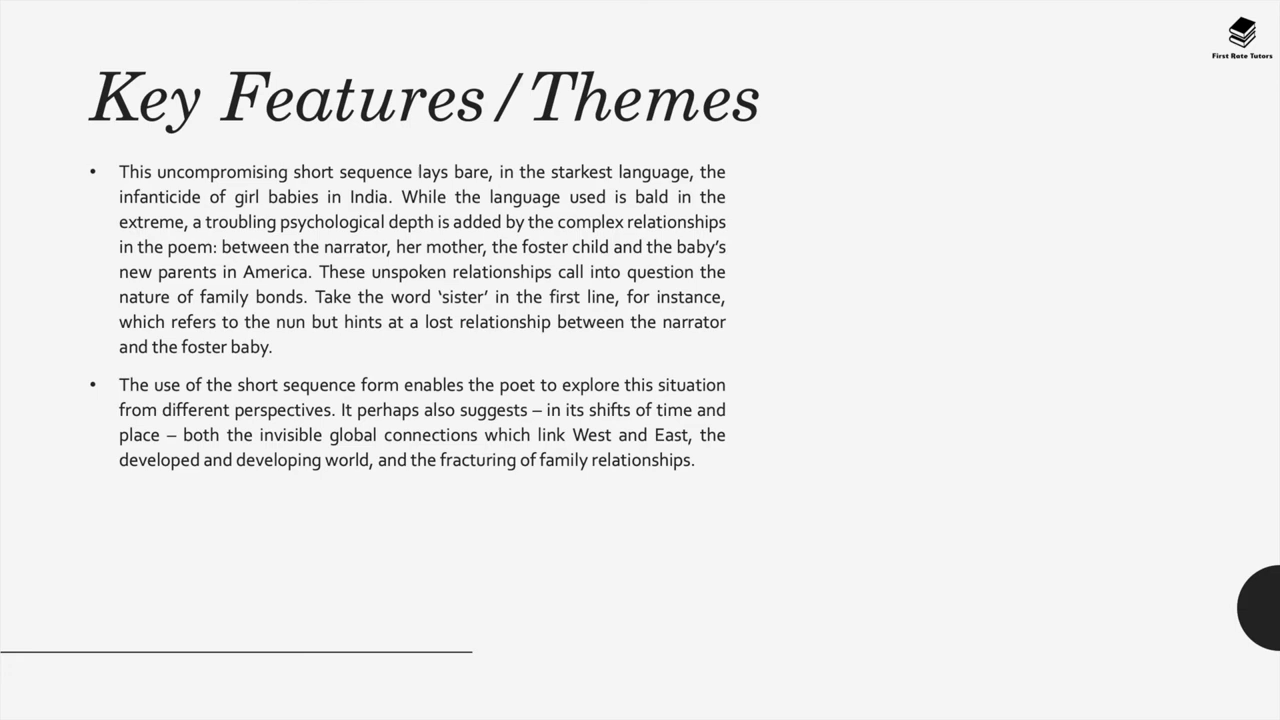 First Rate Tutors
Key Features/Themes
• This uncompromising short sequence lays bare, in the starkest language, the
infanticide of girl babies in India. While the language used is bald in the
extreme, a troubling psychological depth is added by the complex relationships
in the poem: between the narrator, her mother, the foster child and the baby’s
new parents in America. These unspoken relationships call into question the
nature of family bonds. Take the word ‘sister’ in the first line, for instance,
which refers to the nun but hints at a lost relationship between the narrator
and the foster baby.
• The use of the short sequence form enables the poet to explore this situation
from different perspectives. It perhaps also suggests – in its shifts of time and
place – both the invisible global connections which link West and East, the
developed and developing world, and the fracturing of family relationships.